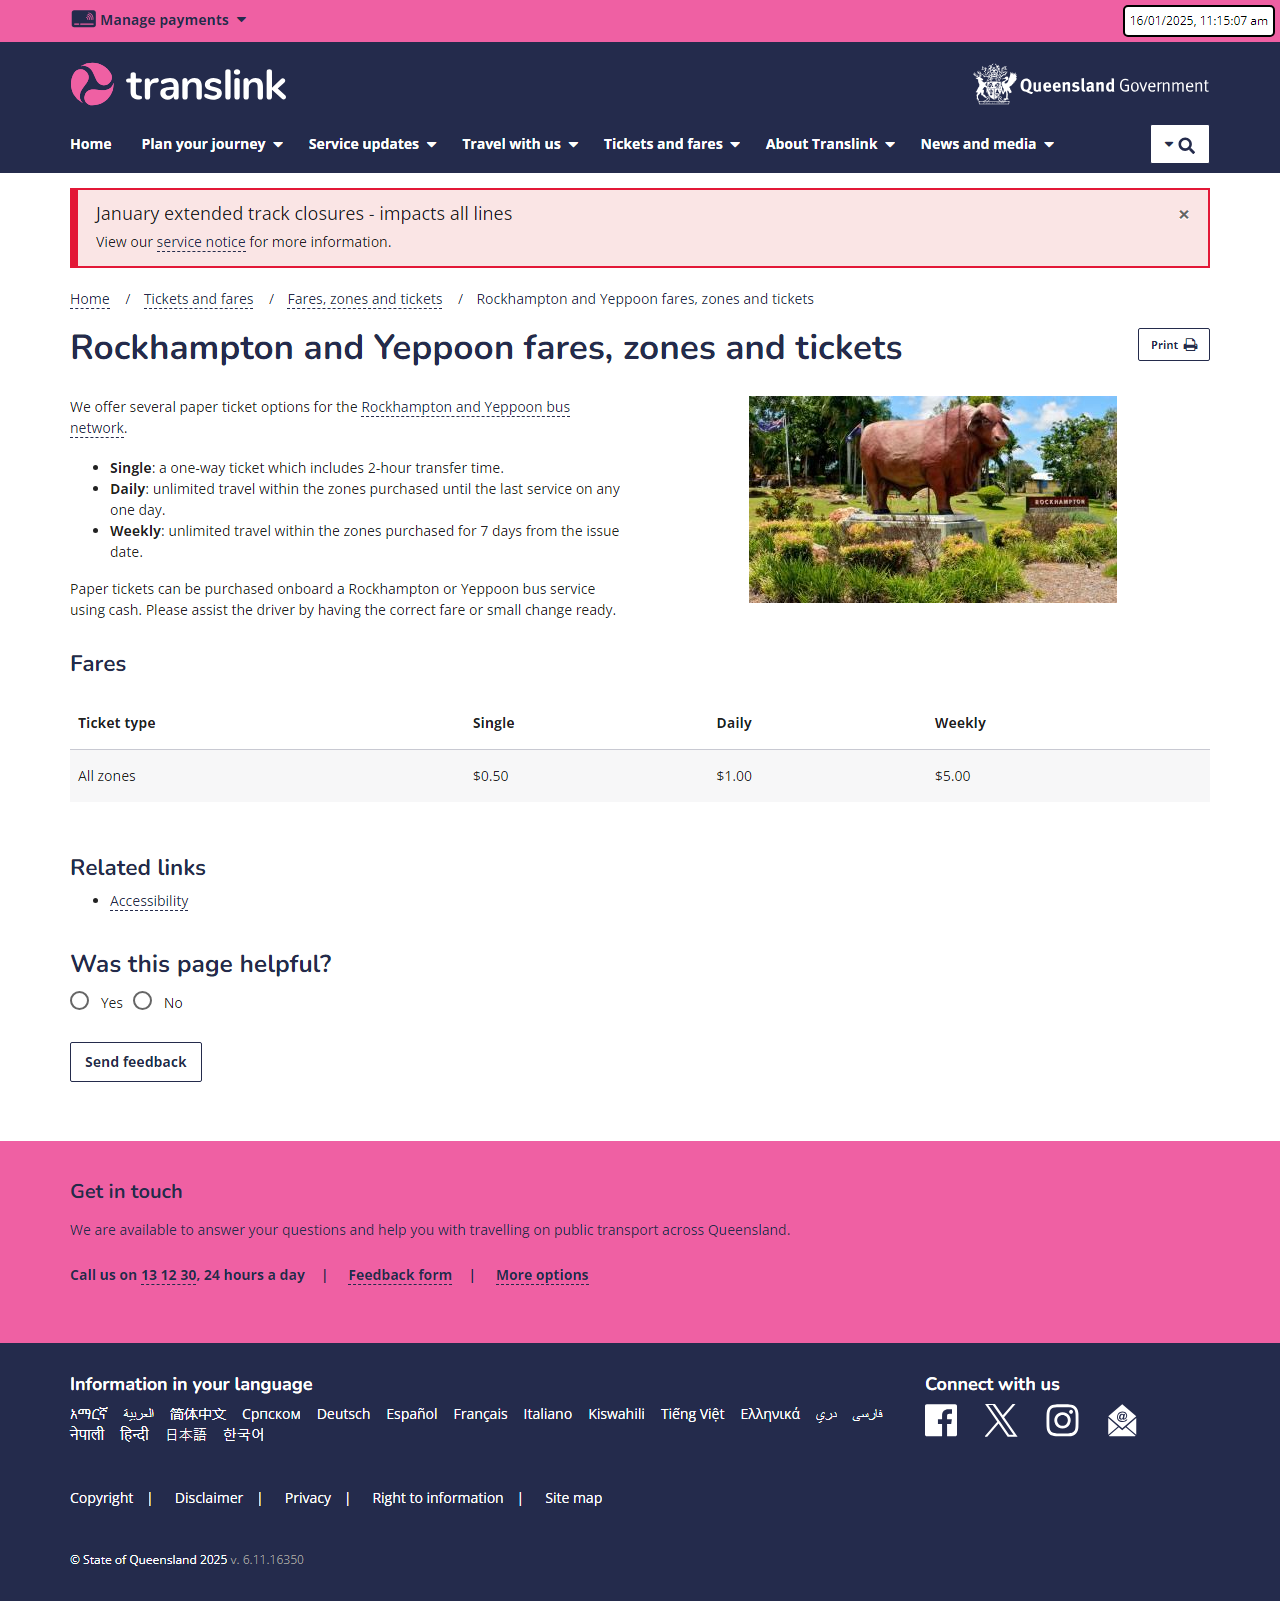 Manage payments
16/01/2025, 11:15:07 am
translink
Queensland Government
Home Plan your journey Service updates Travel with us Tickets and fares About Translink News and media
January extended track closures - impacts all lines
×
View our service notice for more information.
Home / Tickets and fares / Fares, zones and tickets / Rockhampton and Yeppoon fares, zones and tickets
Rockhampton and Yeppoon fares, zones and tickets
Print
We offer several paper ticket options for the Rockhampton and Yeppoon bus
network.
• Single: a one-way ticket which includes 2-hour transfer time.
• Daily: unlimited travel within the zones purchased until the last service on any
one day.
• Weekly: unlimited travel within the zones purchased for 7 days from the issue
date.
ROCKHAMPTON
Paper tickets can be purchased onboard a Rockhampton or Yeppoon bus service
using cash. Please assist the driver by having the correct fare or small change ready.
Fares
Ticket type Single Daily Weekly
All zones $0.50 $1.00 $5.00
Related links
• Accessibility
Was this page helpful?
Yes No
Send feedback
Get in touch
We are available to answer your questions and help you with travelling on public transport across Queensland.
Call us on 13 12 30, 24 hours a day | Feedback form | More options
Information in your language
አማርኛ العربية 简体中文 Српском Deutsch Español Français Italiano Kiswahili Tiếng Việt Ελληνικά دري فارسی
नेपाली हिन्दी 日本語 한국어
Connect with us
@
Copyright | Disclaimer | Privacy | Right to information | Site map
© State of Queensland 2025 v. 6.11.16350